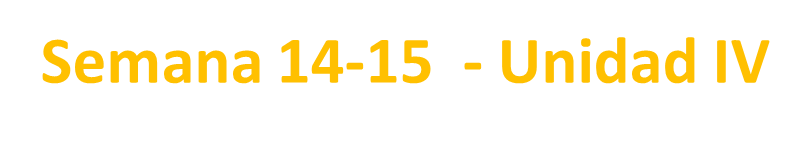 Semana 14-15 - Unidad IV